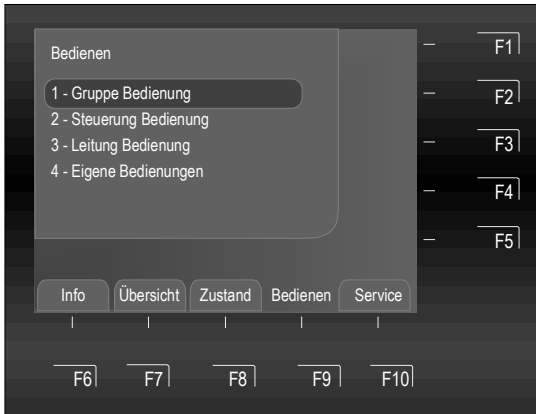 Bedienen
1 - Gruppe Bedienung
2 - Steuerung Bedienung
3 - Leitung Bedienung
4 - Eigene Bedienungen
F1
F2
F3
F4
F5
Info Übersicht Zustand Bedienen Service
F6 F7 F8 F9 F10